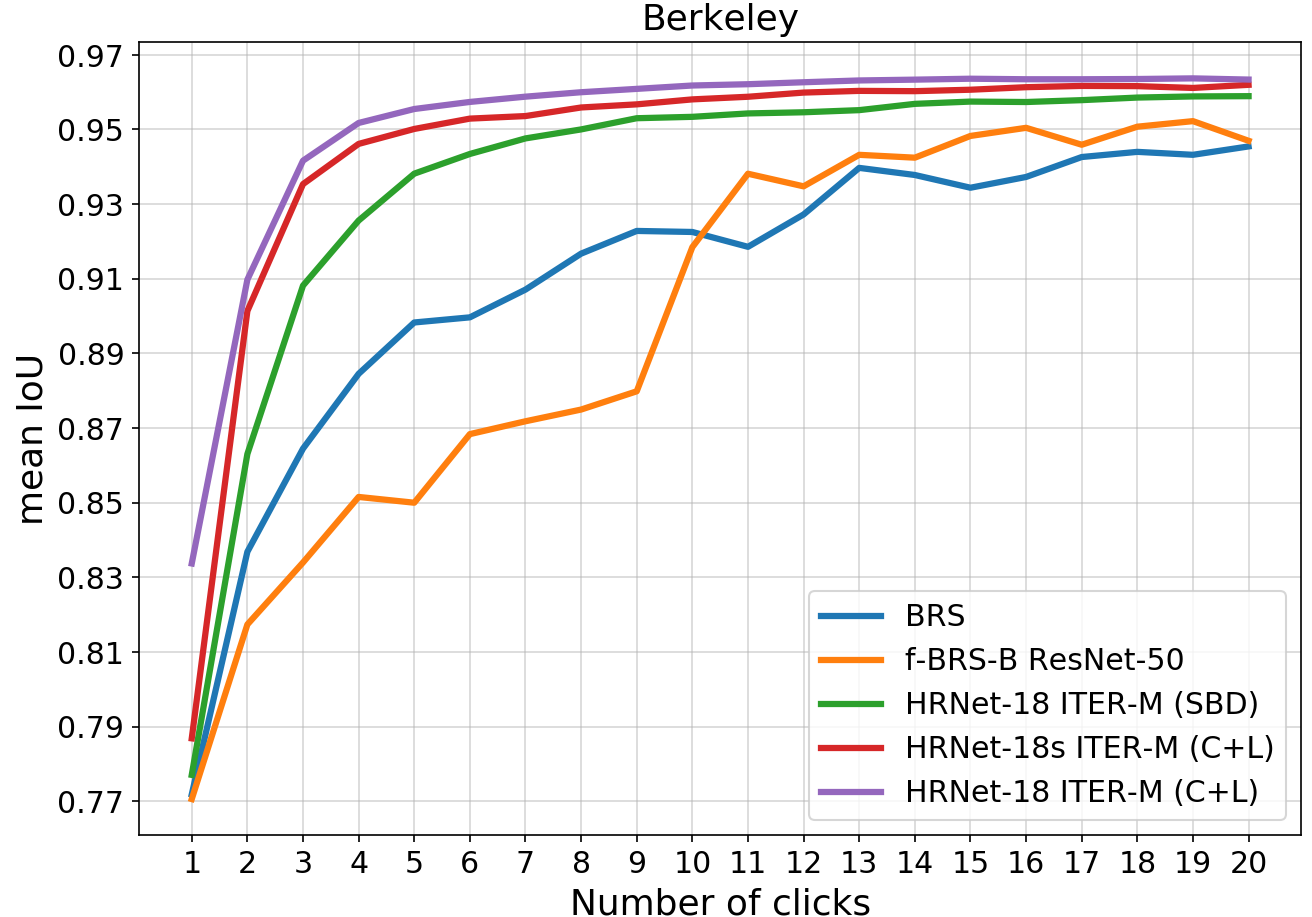 Berkeley
mean IoU
0.97
0.95
0.93
0.91
0.89
0.87
0.85
0.83
0.81
0.79
0.77
BRS
f-BRS-B ResNet-50
HRNet-18 ITER-M (SBD)
HRNet-18s ITER-M (C+L)
HRNet-18 ITER-M (C+L)
1 2 3 4 5 6 7 8 9 10 11 12 13 14 15 16 17 18 19 20
Number of clicks